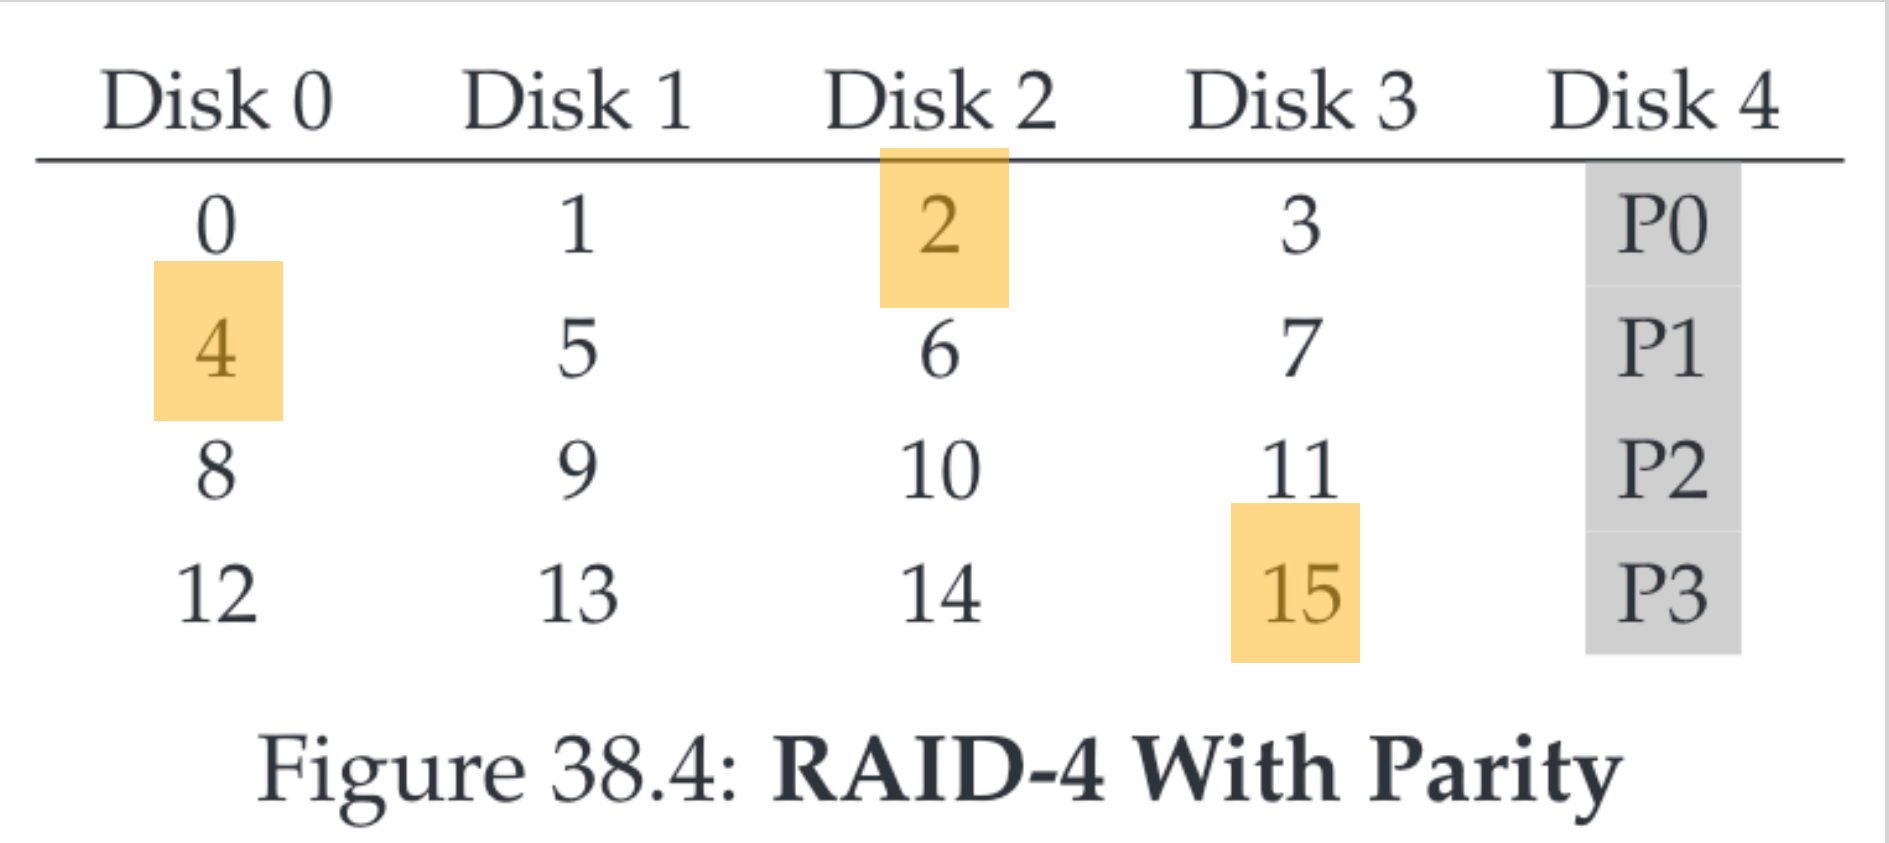 Disk 0 Disk 1 Disk 2 Disk 3 Disk 4
0 1 2 3 P0
4 5 6 7 P1
8 9 10 11 P2
12 13 14 15 P3
Figure 38.4: RAID-4 With Parity